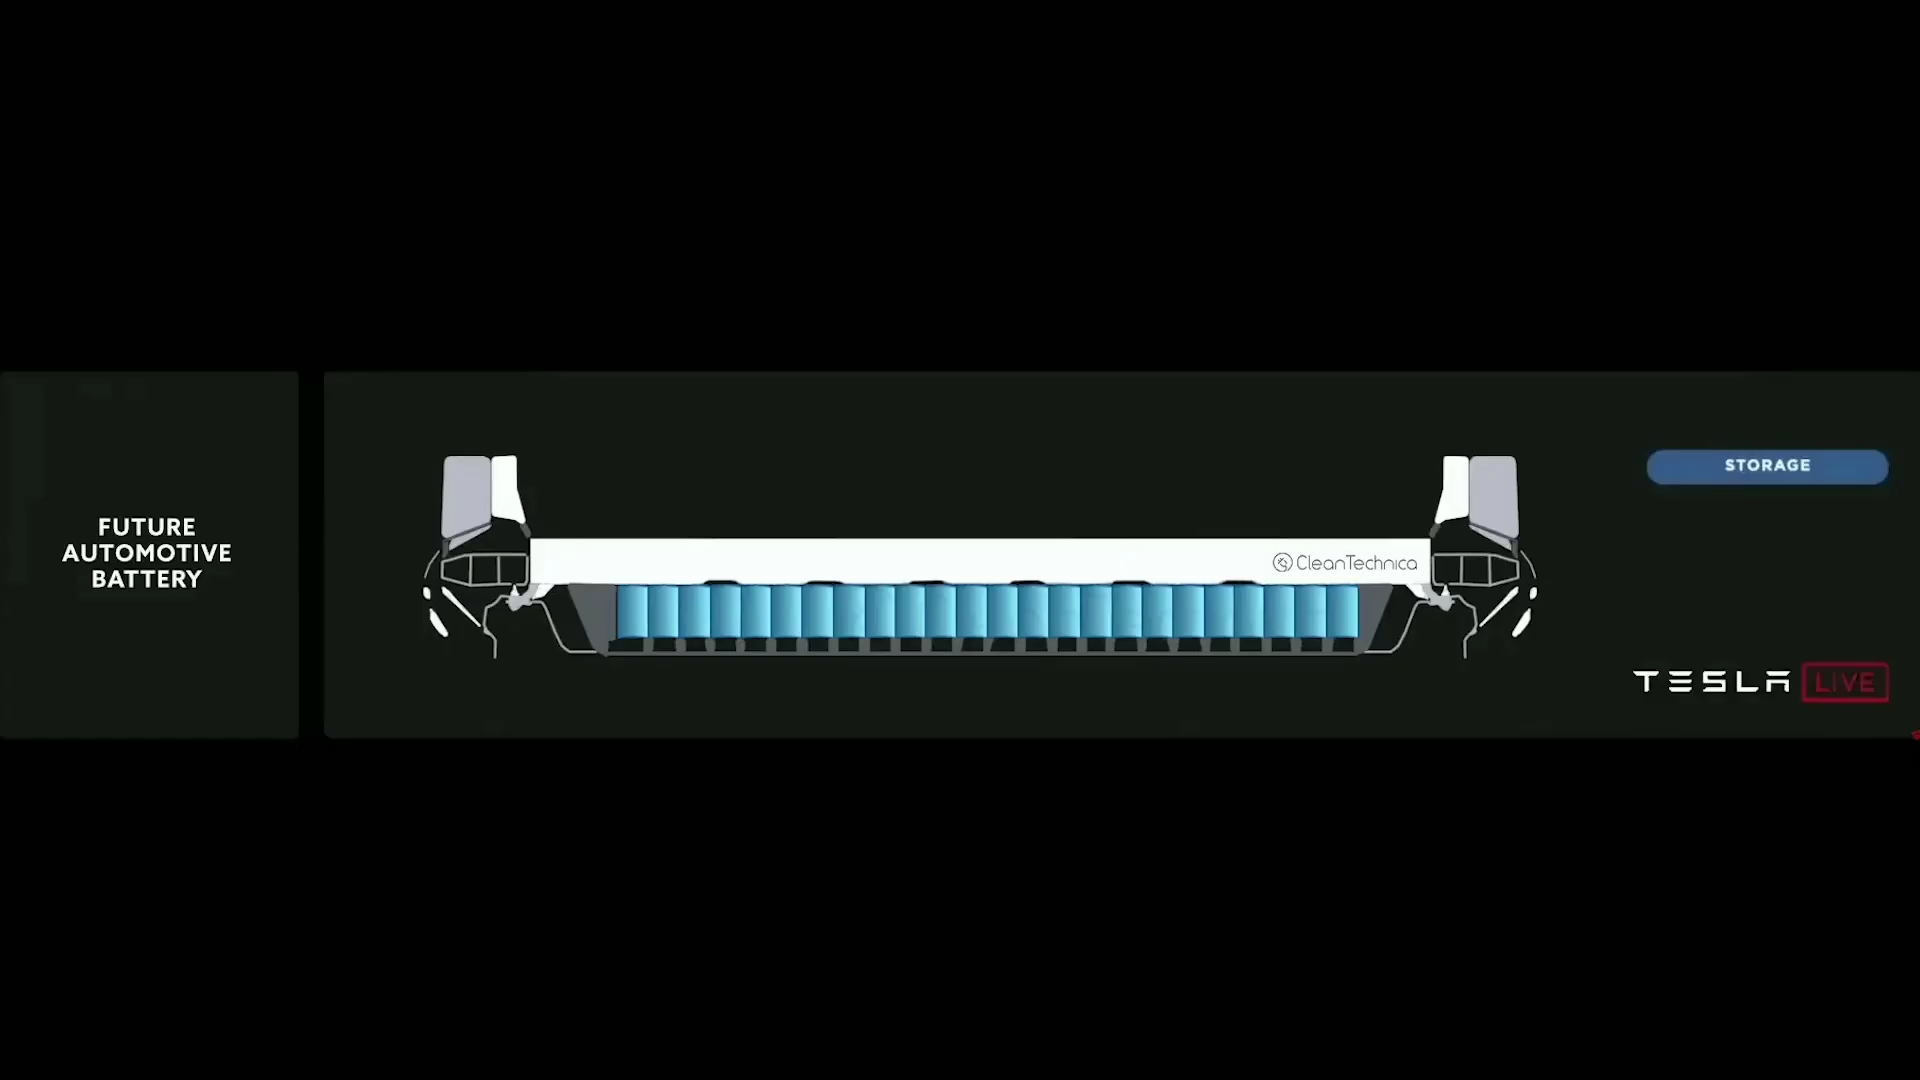 FUTURE
AUTOMOTIVE
BATTERY
CleanTechnica
STORAGE
TESLA LIVE